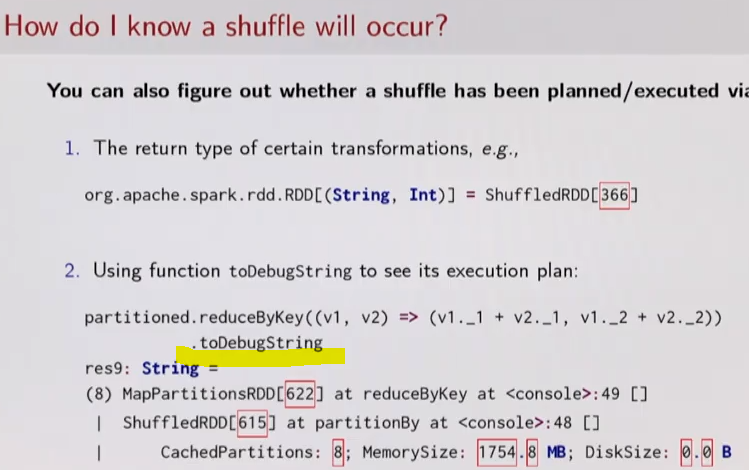 How do I know a shuffle will occur?
You can also figure out whether a shuffle has been planned/executed via
1. The return type of certain transformations, e.g.,
org.apache.spark.rdd.RDD[(String, Int)] = ShuffledRDD[366]
2. Using function toDebugString to see its execution plan:
partitioned.reduceByKey((v1, v2) => (v1._1 + v2._1, v1._2 + v2._2))
.toDebugString
res9: String =
(8) MapPartitionsRDD[622] at reduceByKey at <console>:49 []
| ShuffledRDD[615] at partitionBy at <console>:48 []
| CachedPartitions: 8; MemorySize: 1754.8 MB; DiskSize: 0.0 B